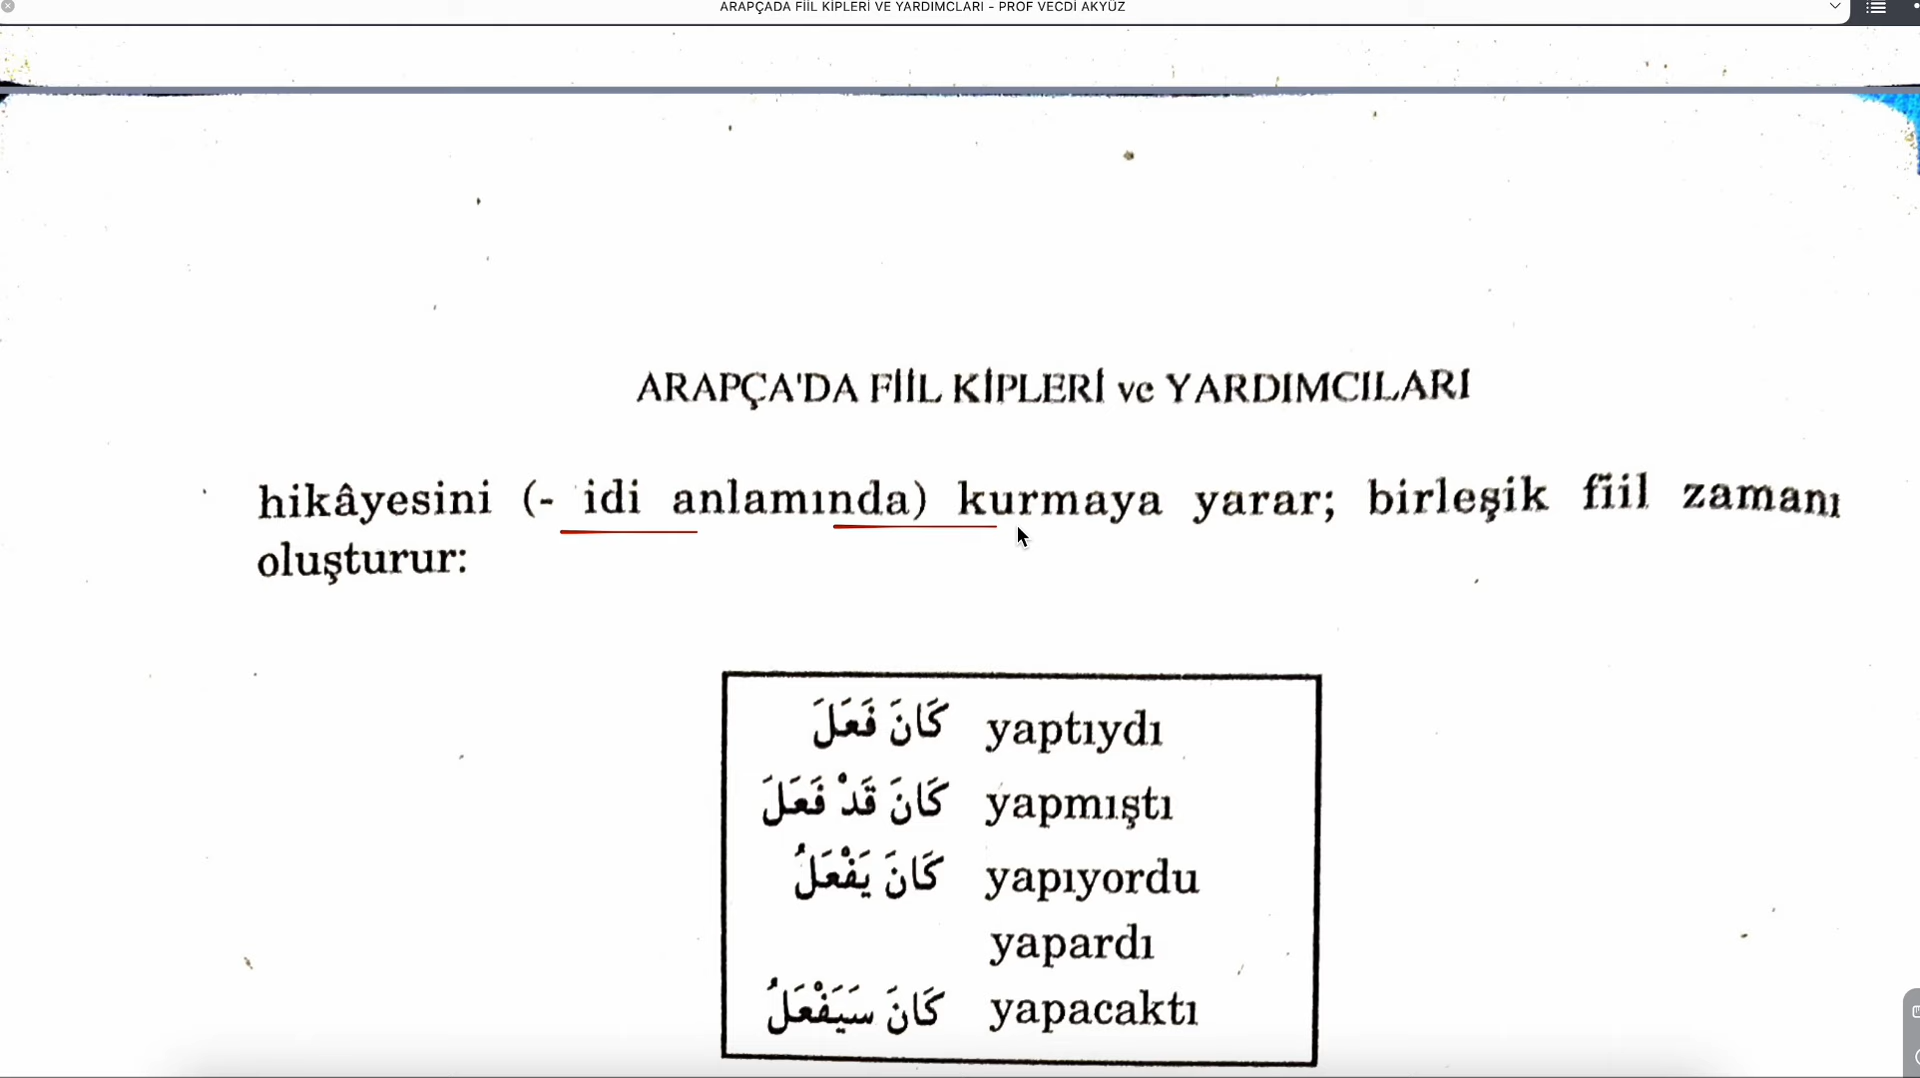 ARAPÇADA FİİL KİPLERİ VE YARDIMCLARI - PROF VECDİ AKYÜZ
ARAPÇA'DA FİİL KİPLERİ ve YARDIMCILARI
hikâyesini (- idi anlamında) kurmaya yarar; birleşik fiil zamanı
oluşturur:
كَانَ فَعَلَ yaptıydı
كَانَ قَدْ فَعَلَ yapmıştı
كَانَ يَفْعَلُ yapıyordu
yapardı
كَانَ سَيَفْعَلُ yapacaktı